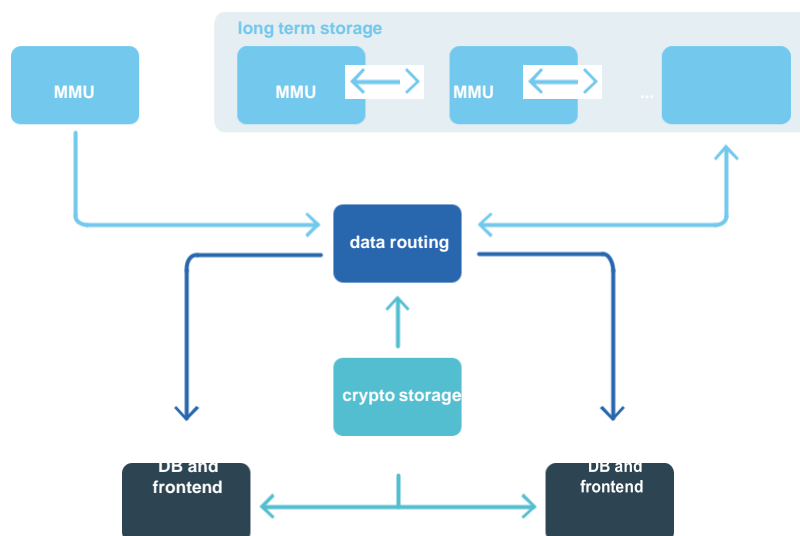 long term storage
MMU
MMU
MMU
...
data routing
crypto storage
DB and
frontend
DB and
frontend